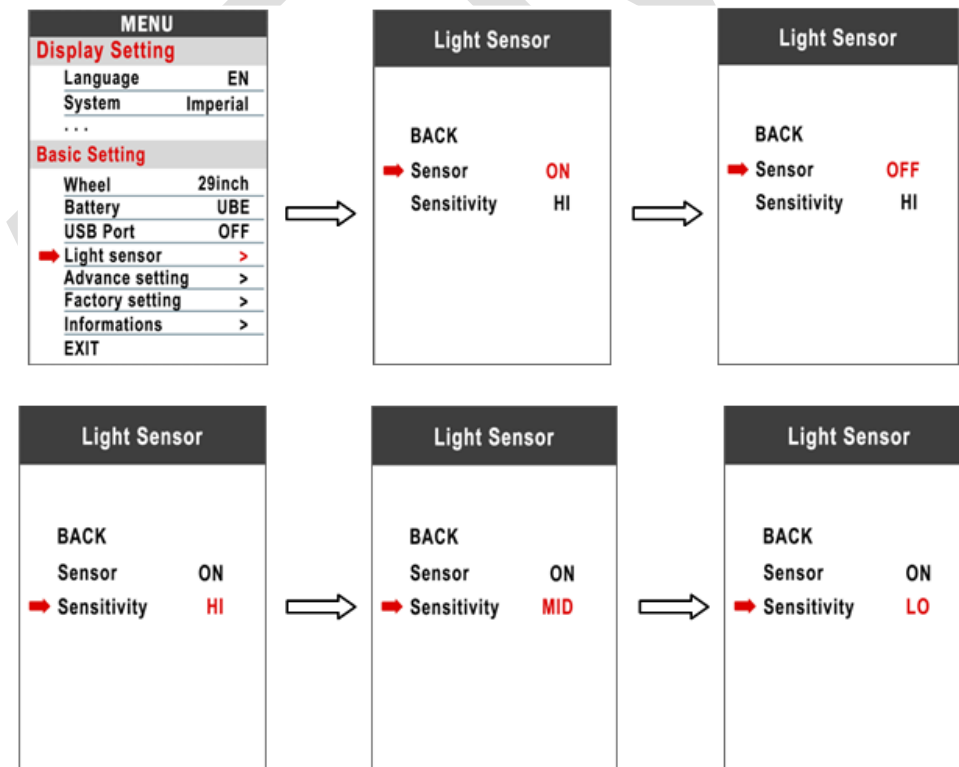 MENU
Display Setting
Language EN
System Imperial
...
Basic Setting
Wheel 29inch
Battery UBE
USB Port OFF
Light sensor >
Advance setting >
Factory setting >
Informations >
EXIT
Light Sensor
BACK
Sensor ON
Sensitivity HI
Light Sensor
BACK
Sensor OFF
Sensitivity HI
Light Sensor
BACK
Sensor ON
Sensitivity HI
Light Sensor
BACK
Sensor ON
Sensitivity MID
Light Sensor
BACK
Sensor ON
Sensitivity LO